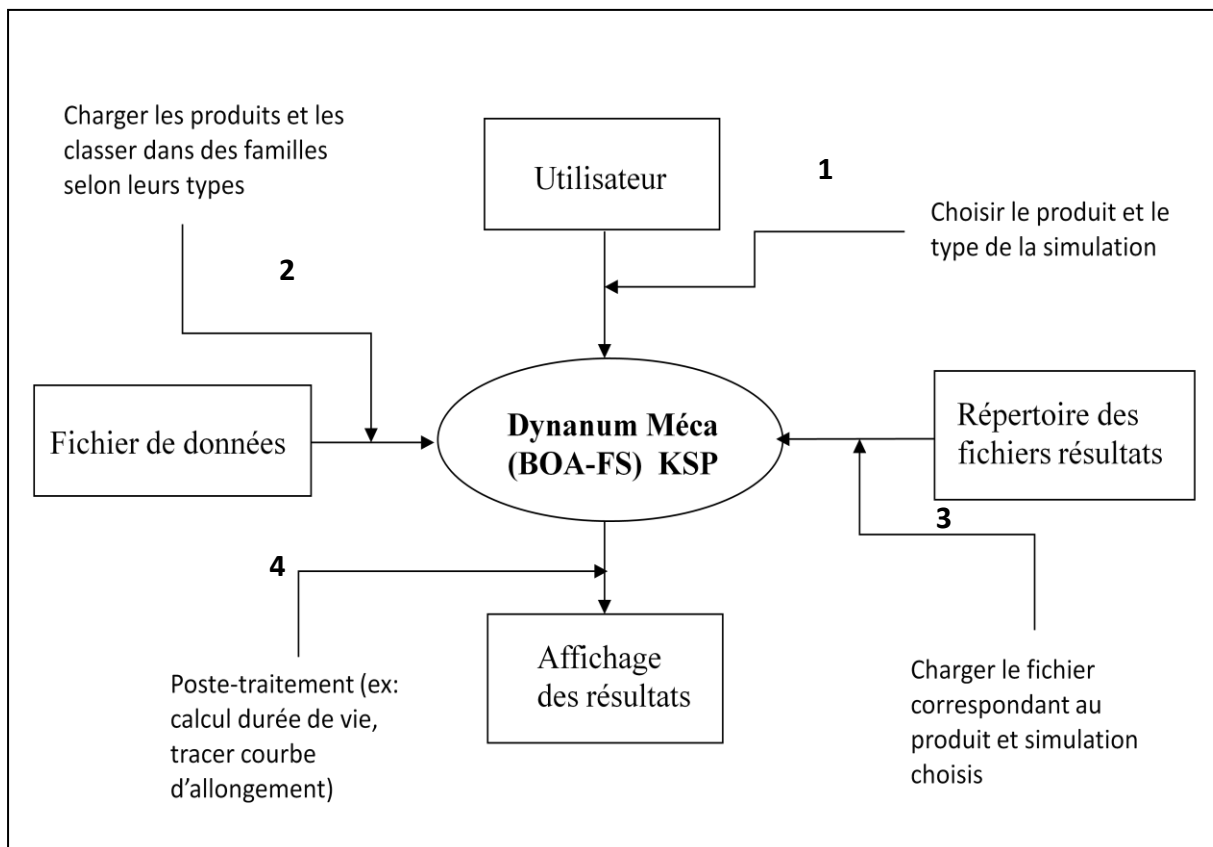 Charger les produits et les
classer dans des familles
selon leurs types
Utilisateur
1
Choisir le produit et le
type de la simulation
2
Fichier de données
Dynanum Méca
(BOA-FS) KSP
Répertoire des
fichiers résultats
3
4
Affichage
des résultats
Poste-traitement (ex:
calcul durée de vie,
tracer courbe
d’allongement)
Charger le fichier
correspondant au
produit et simulation
choisis